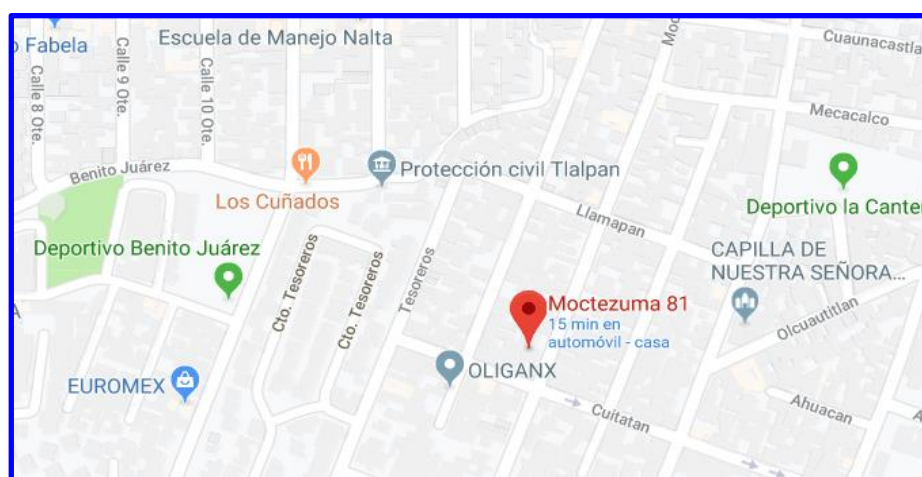 o Fabela
Escuela de Manejo Nalta
Moc
Cuaunacastla
Calle 8 Ote.
Calle 9 Ote.
Calle 10 Ote.
Mecacalco
Benito Juárez
Los Cuñados
Protección civil Tlalpan
Llamapan
Deportivo la Canter
Deportivo Benito Juárez
Cto. Tesoreros
Cto. Tesoreros
Tesoreros
CAPILLA DE
NUESTRA SEÑORA...
Moctezuma 81
15 min en
automóvil - casa
Olcuautitlan
OLIGANX
EUROMEX
Cuitatan
Ahuacan
A